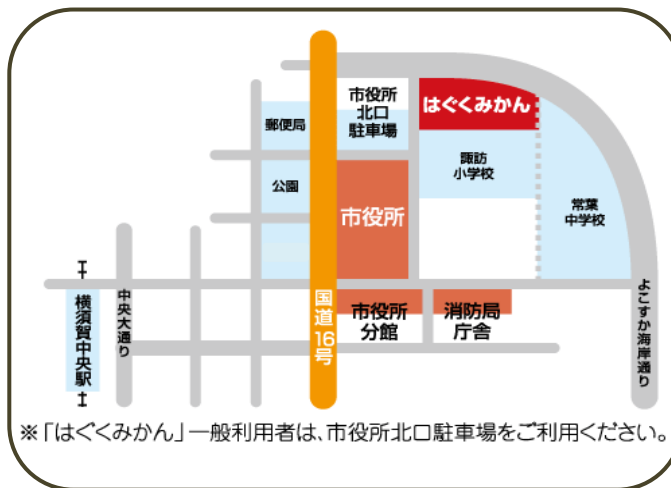 市役所
北口
駐車場
はぐくみかん
郵便局
諏訪
小学校
公園
市役所
常葉
中学校
横須賀中央駅
中央大通り
国道16号
市役所
分館
消防局
庁舎
よこすか海岸通り
※「はぐくみかん」一般利用者は、市役所北口駐車場をご利用ください。